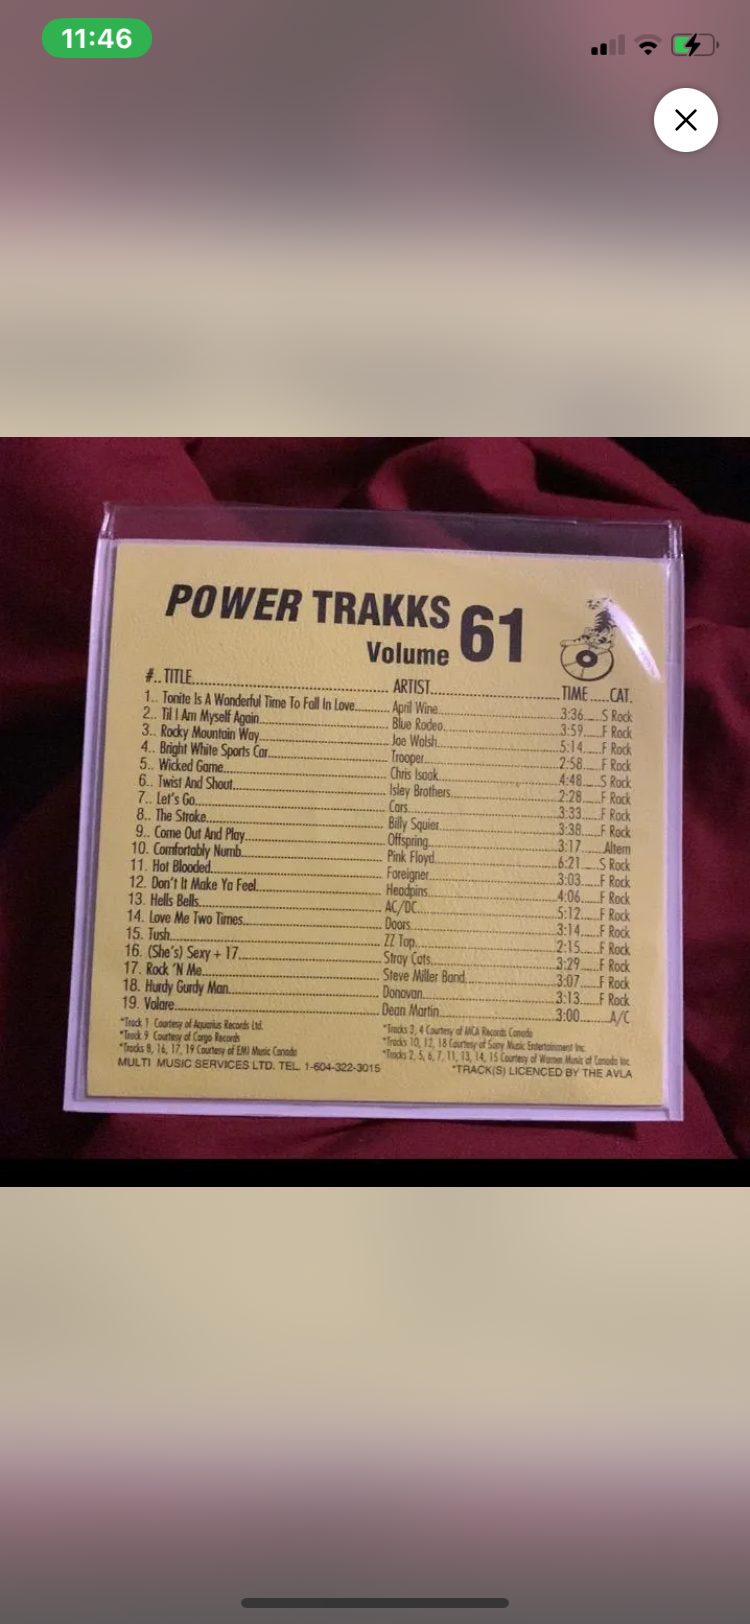 11:46
POWER TRAKKS 61
Volume
#.. TITLE.......... ARTIST.......... TIME .....CAT.
1.. Tonite Is A Wonderful Time To Fall In Love.......... April Wine.......... 3:36.....S Rock
2.. Til I Am Myself Again.......... Blue Rodeo.......... 3:59.....F Rock
3.. Rocky Mountain Way.......... Joe Walsh.......... 5:14.....F Rock
4.. Bright White Sports Car.......... Trooper.......... 2:58.....F Rock
5.. Wicked Game.......... Chris Isaak.......... 4:48.....S Rock
6.. Twist And Shout.......... Isley Brothers.......... 2:28.....F Rock
7.. Let's Go.......... Cars.......... 3:33.....F Rock
8.. The Stroke.......... Billy Squier.......... 3:38.....F Rock
9.. Come Out And Play.......... Offspring.......... 3:17.....Altern
10. Comfortably Numb.......... Pink Floyd.......... 6:21.....S Rock
11. Hot Blooded.......... Foreigner.......... 3:03.....F Rock
12. Don't It Make Ya Feel.......... Headpins.......... 4:06.....F Rock
13. Hells Bells.......... AC/DC.......... 5:12.....F Rock
14. Love Me Two Times.......... Doors.......... 3:14.....F Rock
15. Tush.......... ZZ Top.......... 2:15.....F Rock
16. (She's) Sexy + 17.......... Stray Cats.......... 3:29.....F Rock
17. Rock 'N Me.......... Steve Miller Band.......... 3:07.....F Rock
18. Hurdy Gurdy Man.......... Donovan.......... 3:13.....F Rock
19. Volare.......... Dean Martin.......... 3:00.....A/C
*Track 1 Courtesy of Aquarius Records Ltd.
*Track 9 Courtesy of Cargo Records
*Tracks 8, 16, 17, 19 Courtesy of EMI Music Canada
*Tracks 3, 4 Courtesy of MCA Records Canada
*Tracks 10, 12, 18 Courtesy of Sony Music Entertainment Inc.
*Tracks 2, 5, 6, 7, 11, 13, 14, 15 Courtesy of Warner Music of Canada Inc.
MULTI MUSIC SERVICES LTD. TEL. 1-604-322-3015
*TRACK(S) LICENCED BY THE AVLA